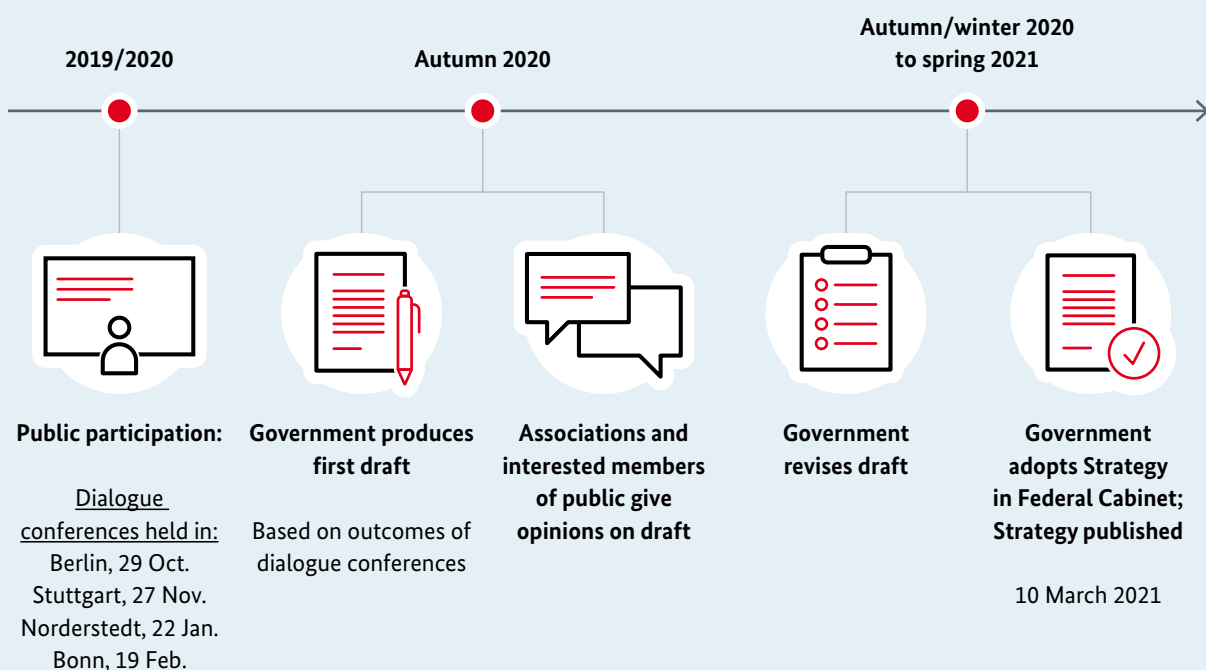 2019/2020
Autumn 2020
Autumn/winter 2020
to spring 2021
Public participation:
Dialogue
conferences held in:
Berlin, 29 Oct.
Stuttgart, 27 Nov.
Norderstedt, 22 Jan.
Bonn, 19 Feb.
Government produces
first draft
Based on outcomes of
dialogue conferences
Associations and
interested members
of public give
opinions on draft
Government
revises draft
Government
adopts Strategy
in Federal Cabinet;
Strategy published
10 March 2021